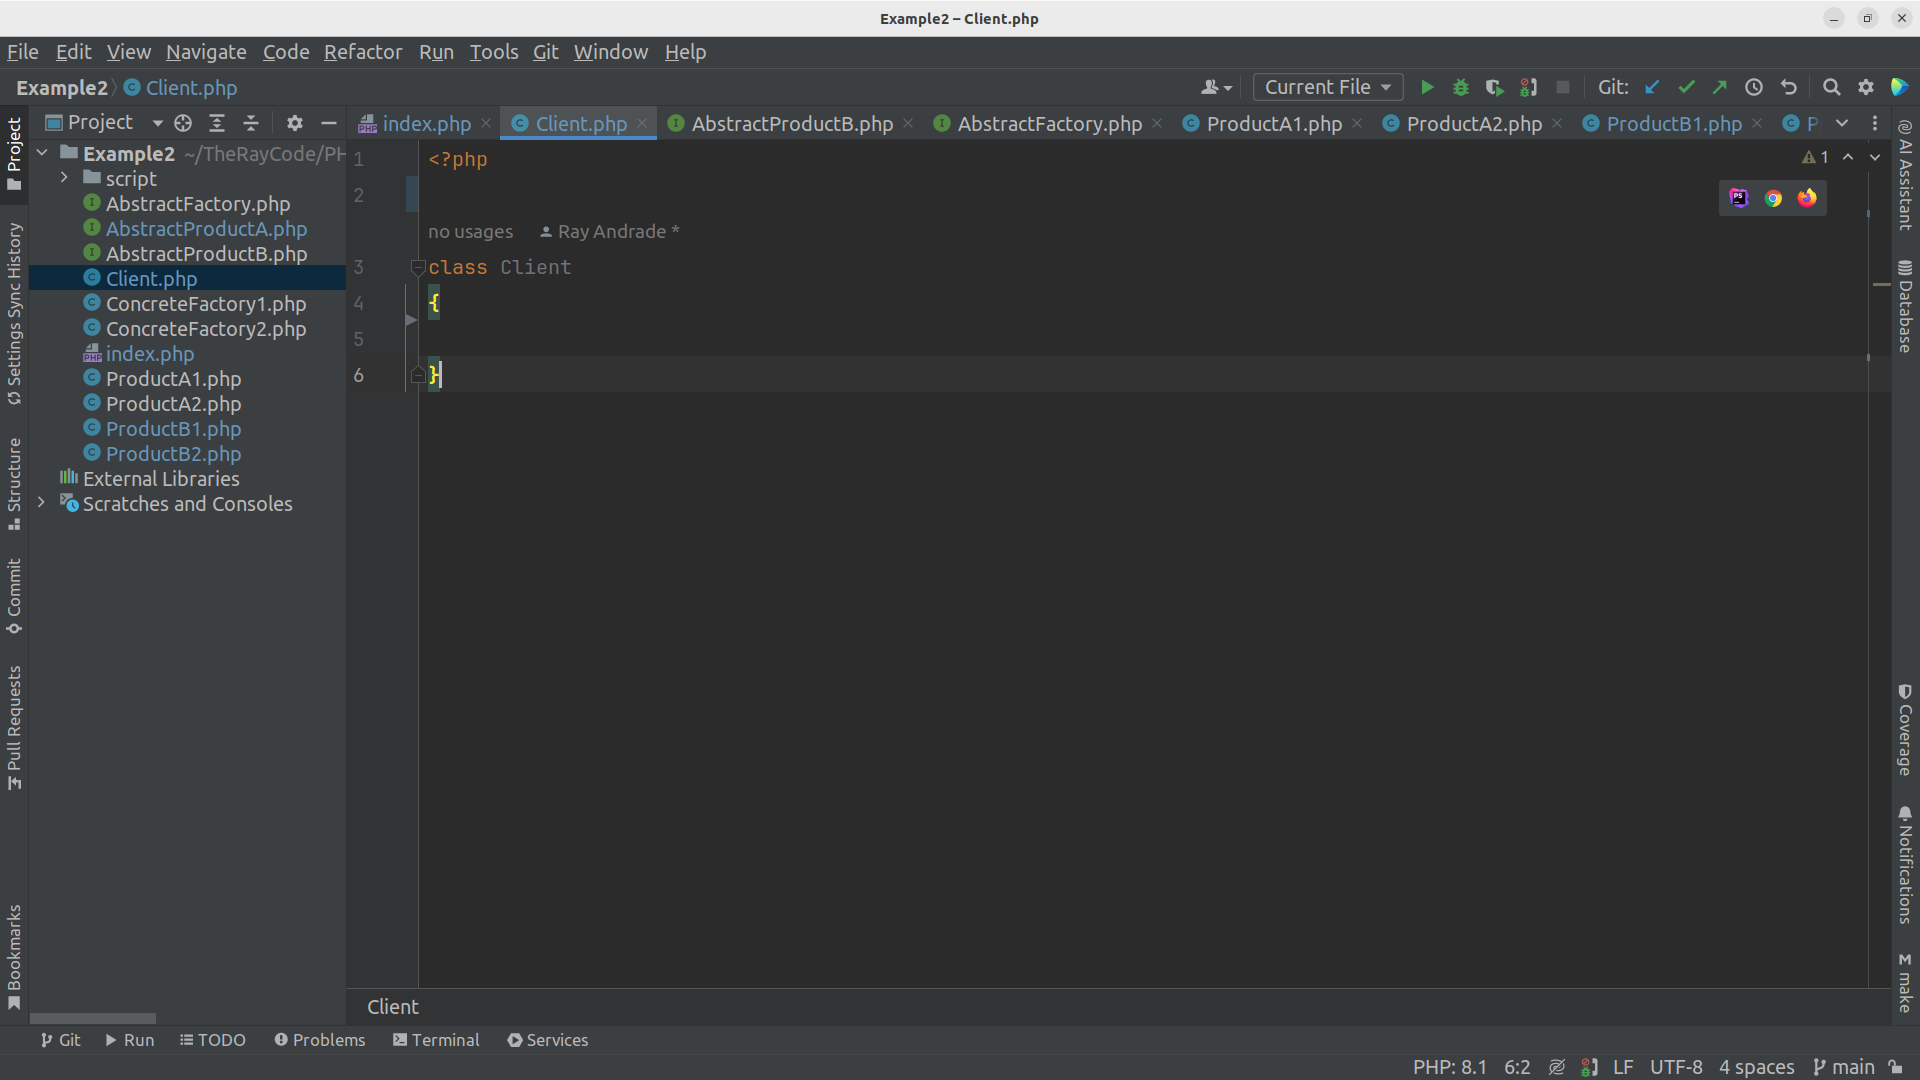 Example2 – Client.php
File Edit View Navigate Code Refactor Run Tools Git Window Help
Example2 Client.php Current File Git:
Project index.php Client.php AbstractProductB.php AbstractFactory.php ProductA1.php ProductA2.php ProductB1.php P
Example2 ~/TheRayCode/PH
script
AbstractFactory.php
AbstractProductA.php
AbstractProductB.php
Client.php
ConcreteFactory1.php
ConcreteFactory2.php
index.php
ProductA1.php
ProductA2.php
ProductB1.php
ProductB2.php
External Libraries
Scratches and Consoles
1 <?php
2
no usages Ray Andrade *
3 class Client
4 {
5
6 }
1
Client
Project
Settings Sync History
Structure
Commit
Pull Requests
Bookmarks
AI Assistant
Database
Coverage
Notifications
make
Git Run TODO Problems Terminal Services
PHP: 8.1 6:2 LF UTF-8 4 spaces main